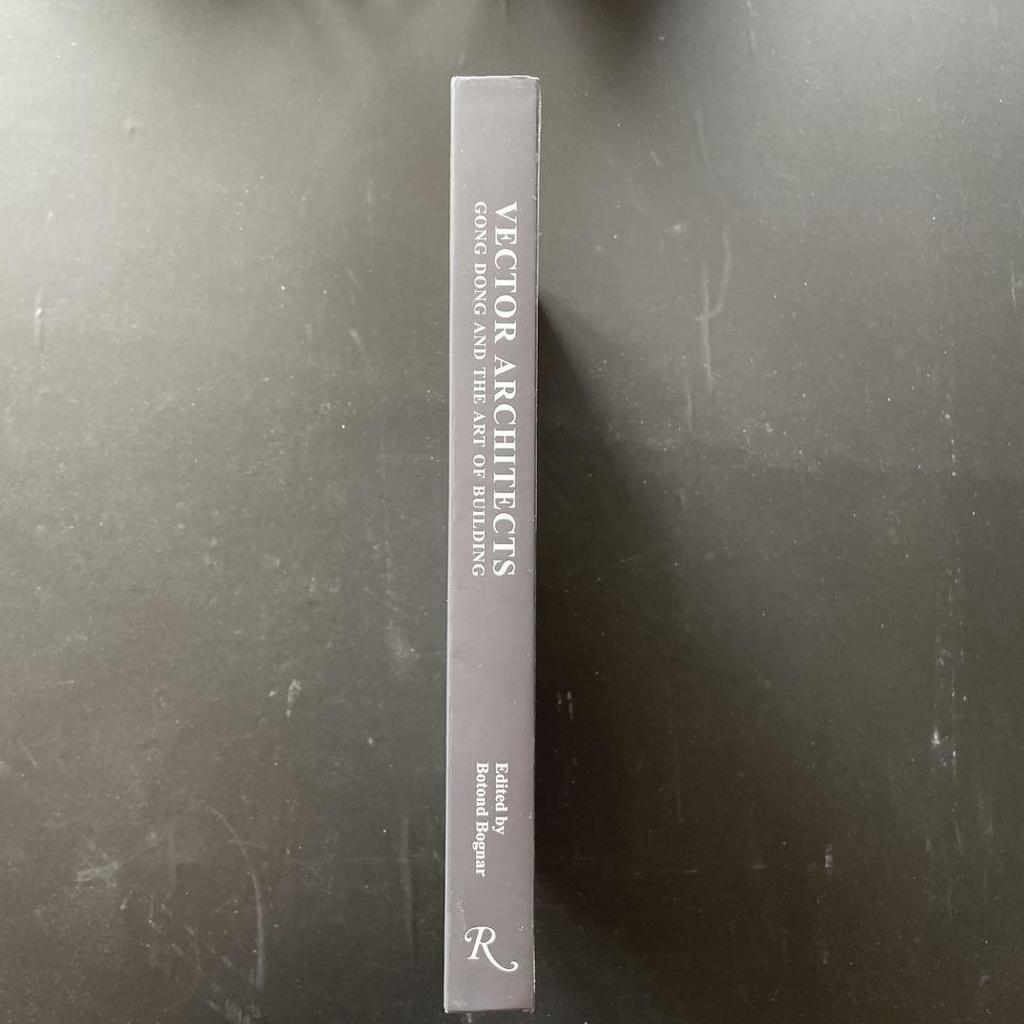 VECTOR ARCHITECTS
GONG DONG AND THE ART OF BUILDING
Edited by
Botond Bognar
R